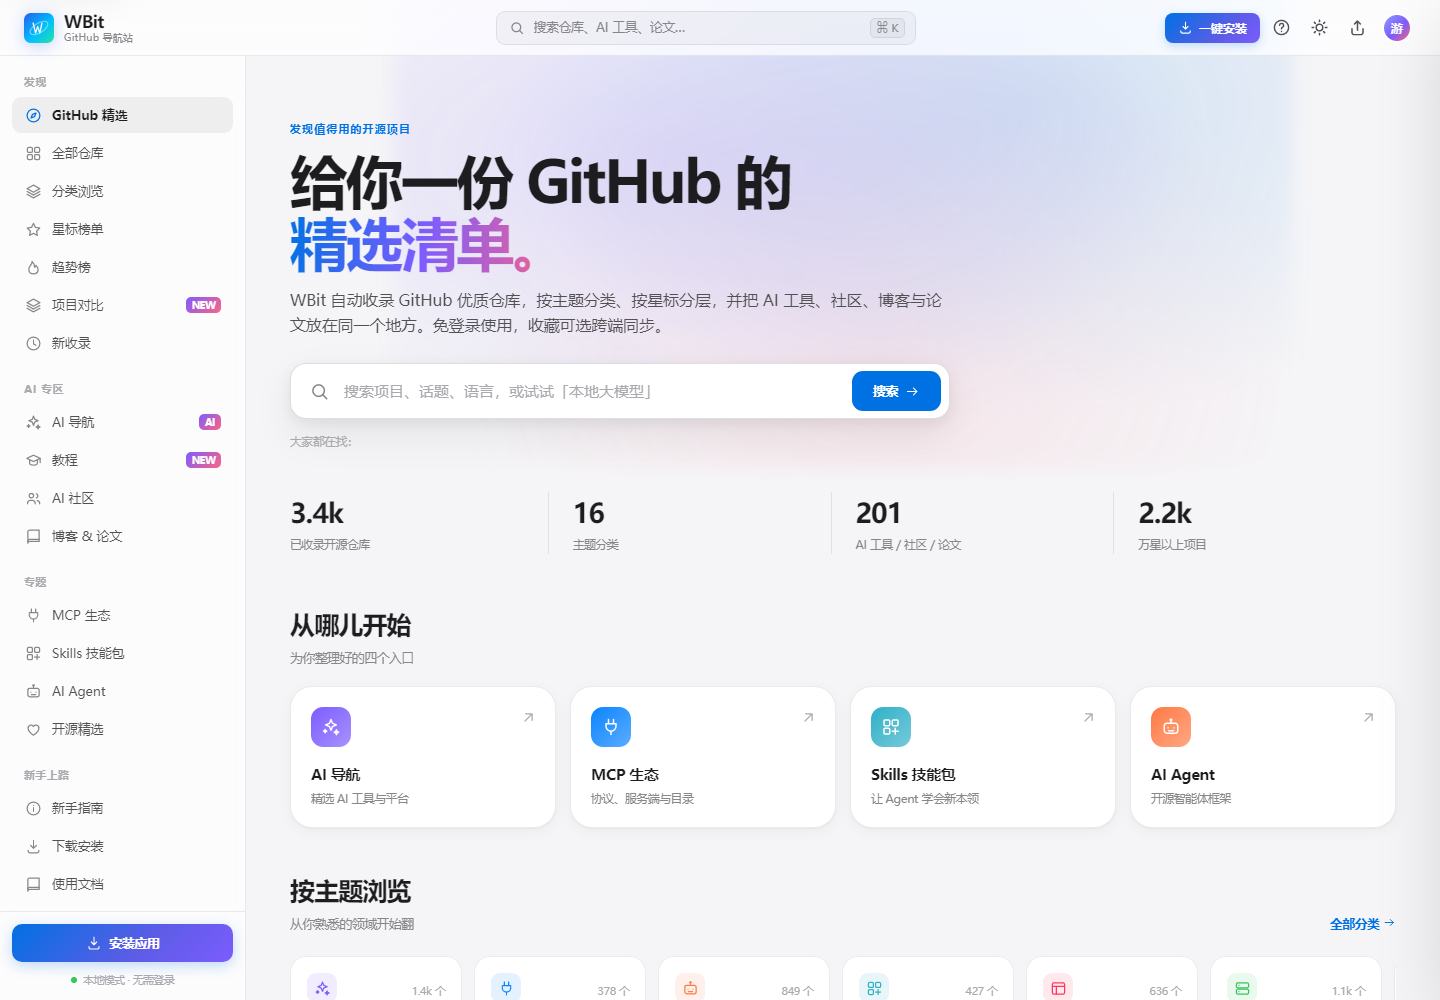 WBit
GitHub 导航站
搜索仓库、AI 工具、论文...
⌘ K
一键安装
游
发现
GitHub 精选
全部仓库
分类浏览
星标榜单
趋势榜
项目对比
NEW
新收录
AI 专区
AI 导航
AI
教程
NEW
AI 社区
博客 & 论文
专题
MCP 生态
Skills 技能包
AI Agent
开源精选
新手上路
新手指南
下载安装
使用文档
安装应用
本地模式 · 无需登录
发现值得用的开源项目
给你一份 GitHub 的
精选清单。
WBit 自动收录 GitHub 优质仓库，按主题分类、按星标分层，并把 AI 工具、社区、博客与论
文放在同一个地方。免登录使用，收藏可选跨端同步。
搜索项目、话题、语言，或试试「本地大模型」
搜索
大家都在找：
3.4k
已收录开源仓库
16
主题分类
201
AI 工具 / 社区 / 论文
2.2k
万星以上项目
从哪儿开始
为你整理好的四个入口
AI 导航
精选 AI 工具与平台
MCP 生态
协议、服务端与目录
Skills 技能包
让 Agent 学会新本领
AI Agent
开源智能体框架
按主题浏览
从你熟悉的领域开始翻
全部分类
1.4k 个
378 个
849 个
427 个
636 个
1.1k 个